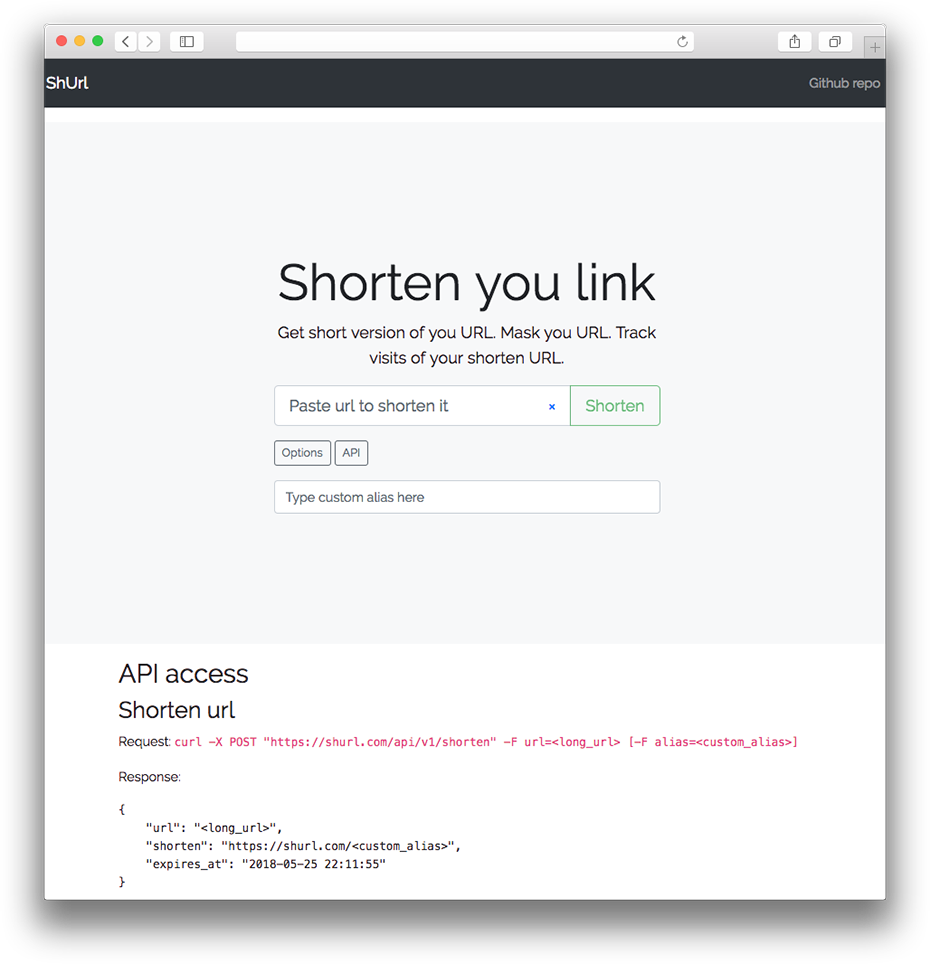 ShUrl
Github repo
Shorten you link
Get short version of you URL. Mask you URL. Track
visits of your shorten URL.
Paste url to shorten it
×
Shorten
Options
API
Type custom alias here
API access
Shorten url
Request: curl -X POST "https://shurl.com/api/v1/shorten" -F url=<long_url> [-F alias=<custom_alias>]
Response:
{
    "url": "<long_url>",
    "shorten": "https://shurl.com/<custom_alias>",
    "expires_at": "2018-05-25 22:11:55"
}